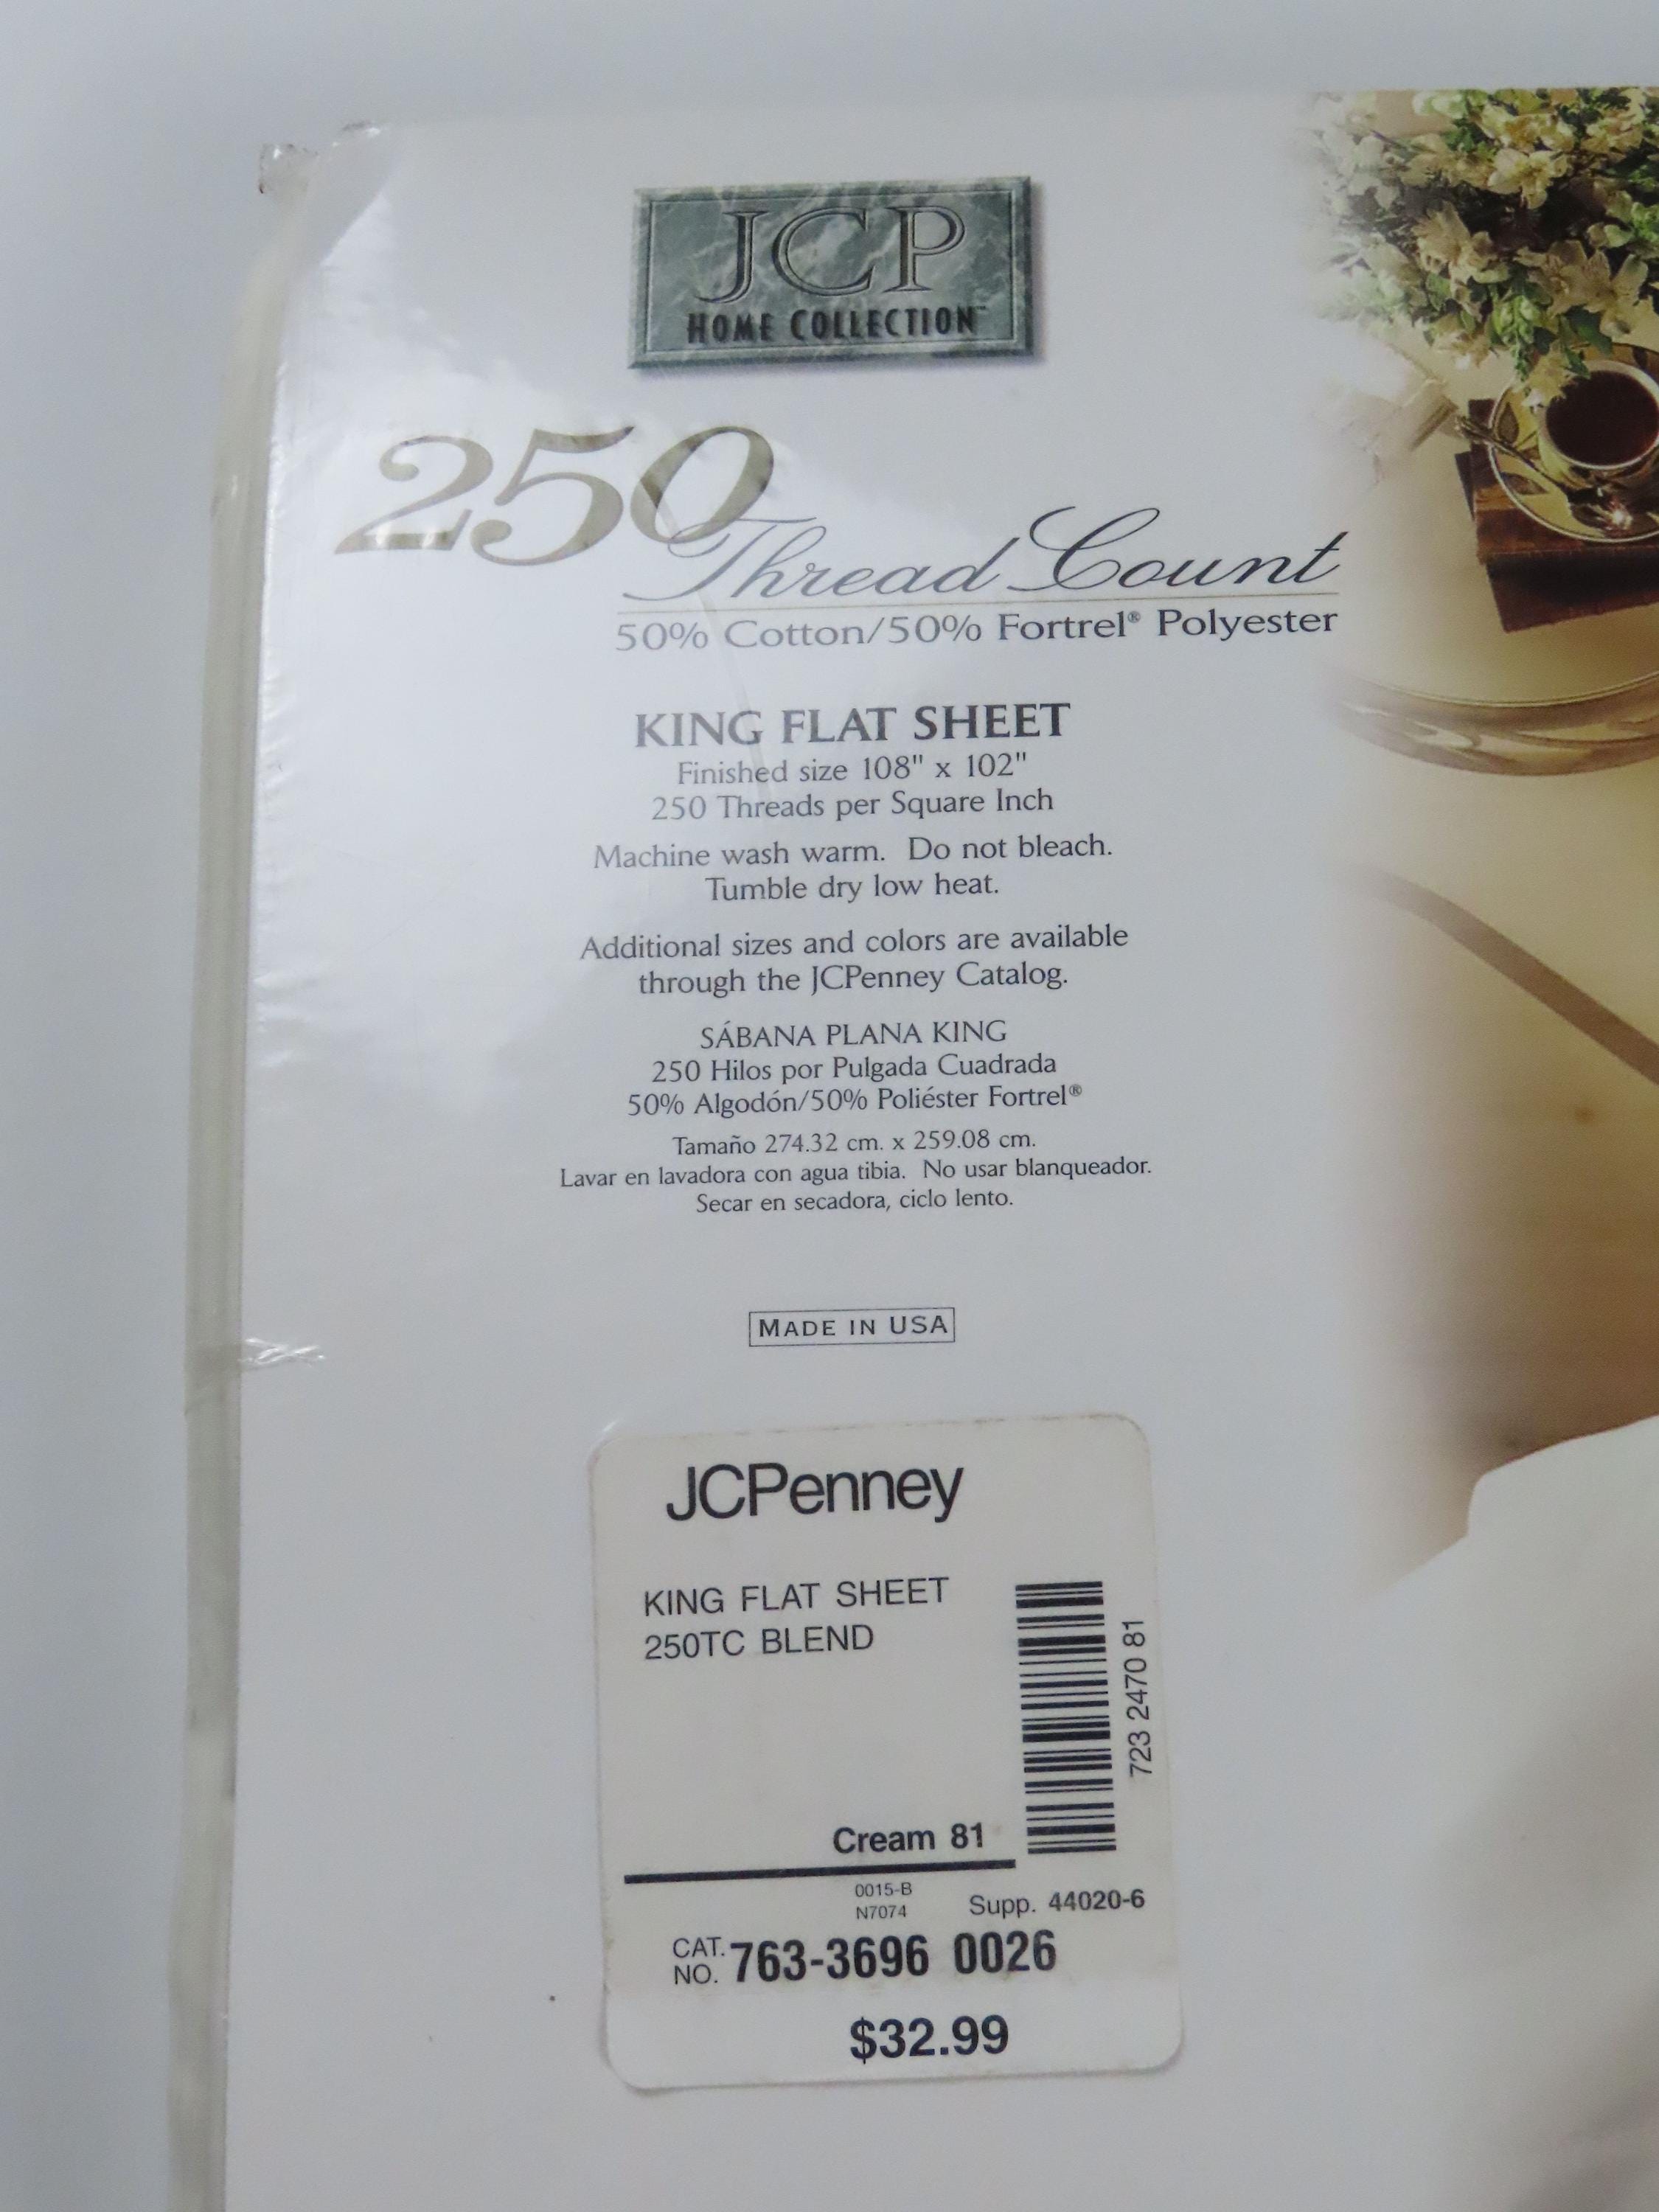 JCP
HOME COLLECTION™
250
Thread Count
50% Cotton/50% Fortrel® Polyester
KING FLAT SHEET
Finished size 108" x 102"
250 Threads per Square Inch
Machine wash warm. Do not bleach.
Tumble dry low heat.
Additional sizes and colors are available
through the JCPenney Catalog.
SÁBANA PLANA KING
250 Hilos por Pulgada Cuadrada
50% Algodón/50% Poliéster Fortrel®
Tamaño 274.32 cm. x 259.08 cm.
Lavar en lavadora con agua tibia. No usar blanqueador.
Secar en secadora, ciclo lento.
MADE IN USA
JCPenney
KING FLAT SHEET
250TC BLEND
723 2470 81
Cream 81
0015-B
N7074
Supp. 44020-6
CAT. NO. 763-3696 0026
$32.99